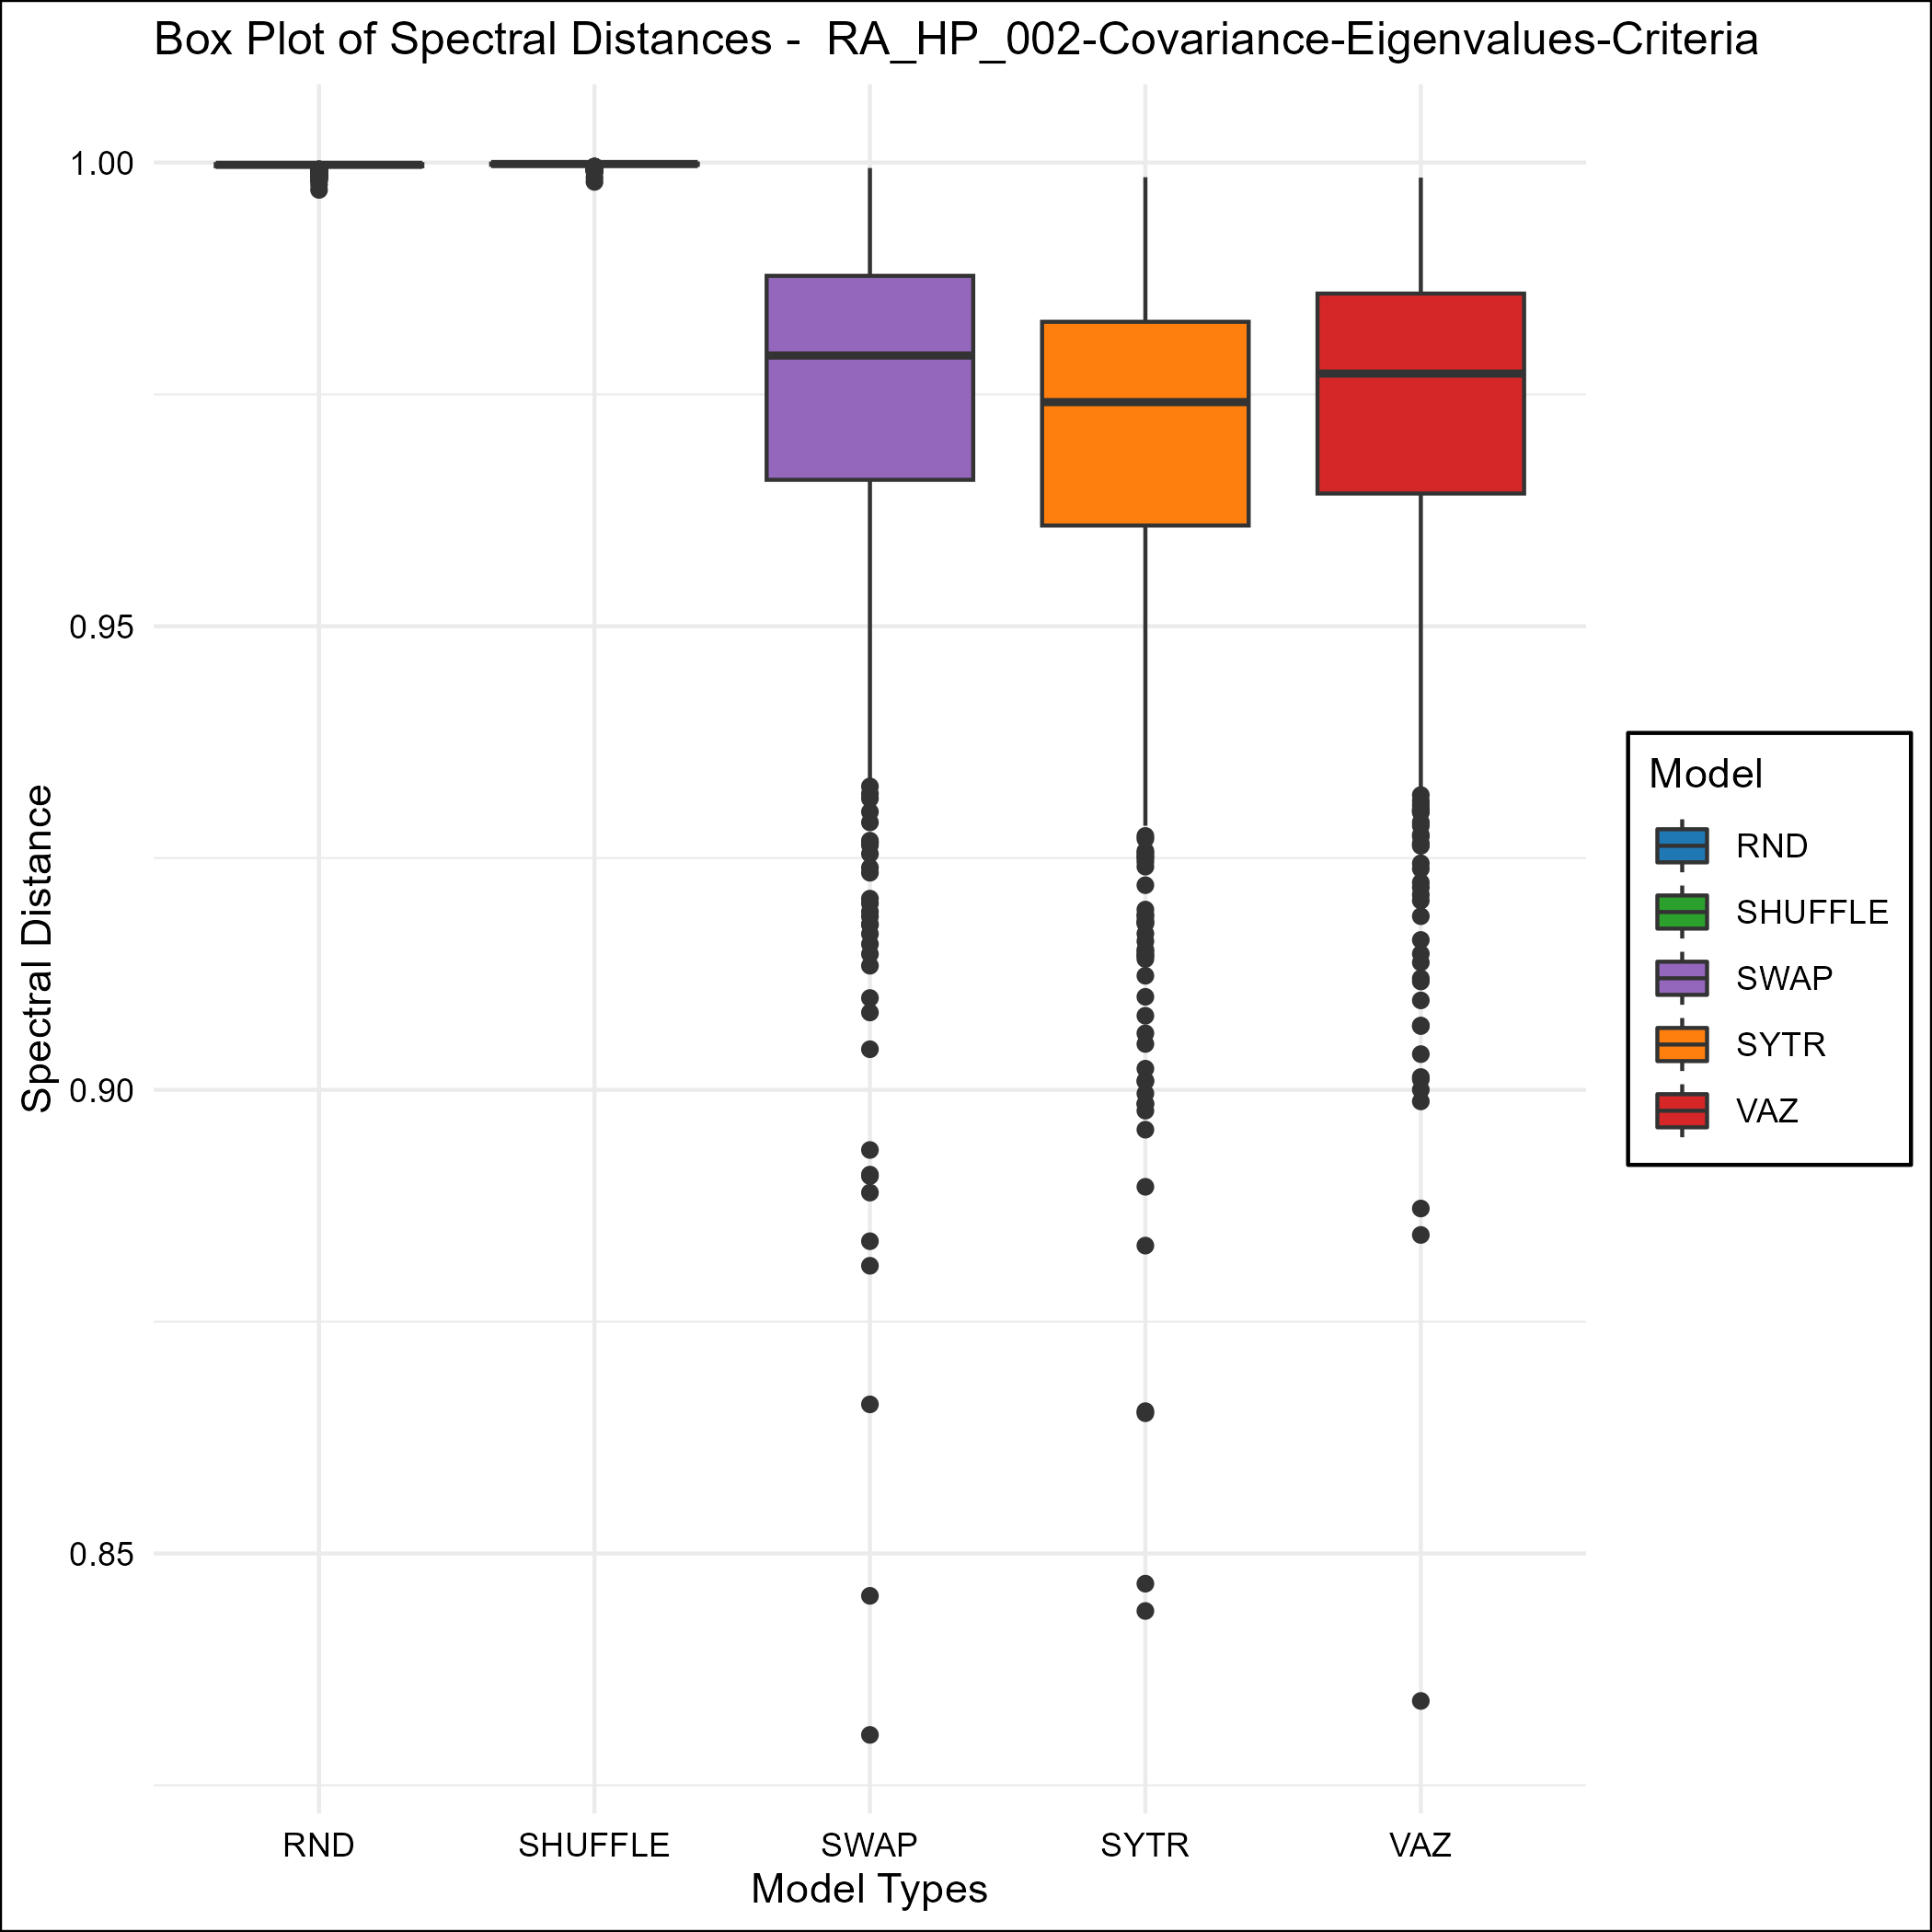 Box Plot of Spectral Distances -  RA_HP_002-Covariance-Eigenvalues-Criteria
1.00
0.95
0.90
0.85
Spectral Distance
RND SHUFFLE SWAP SYTR VAZ
Model Types
Model
RND
SHUFFLE
SWAP
SYTR
VAZ